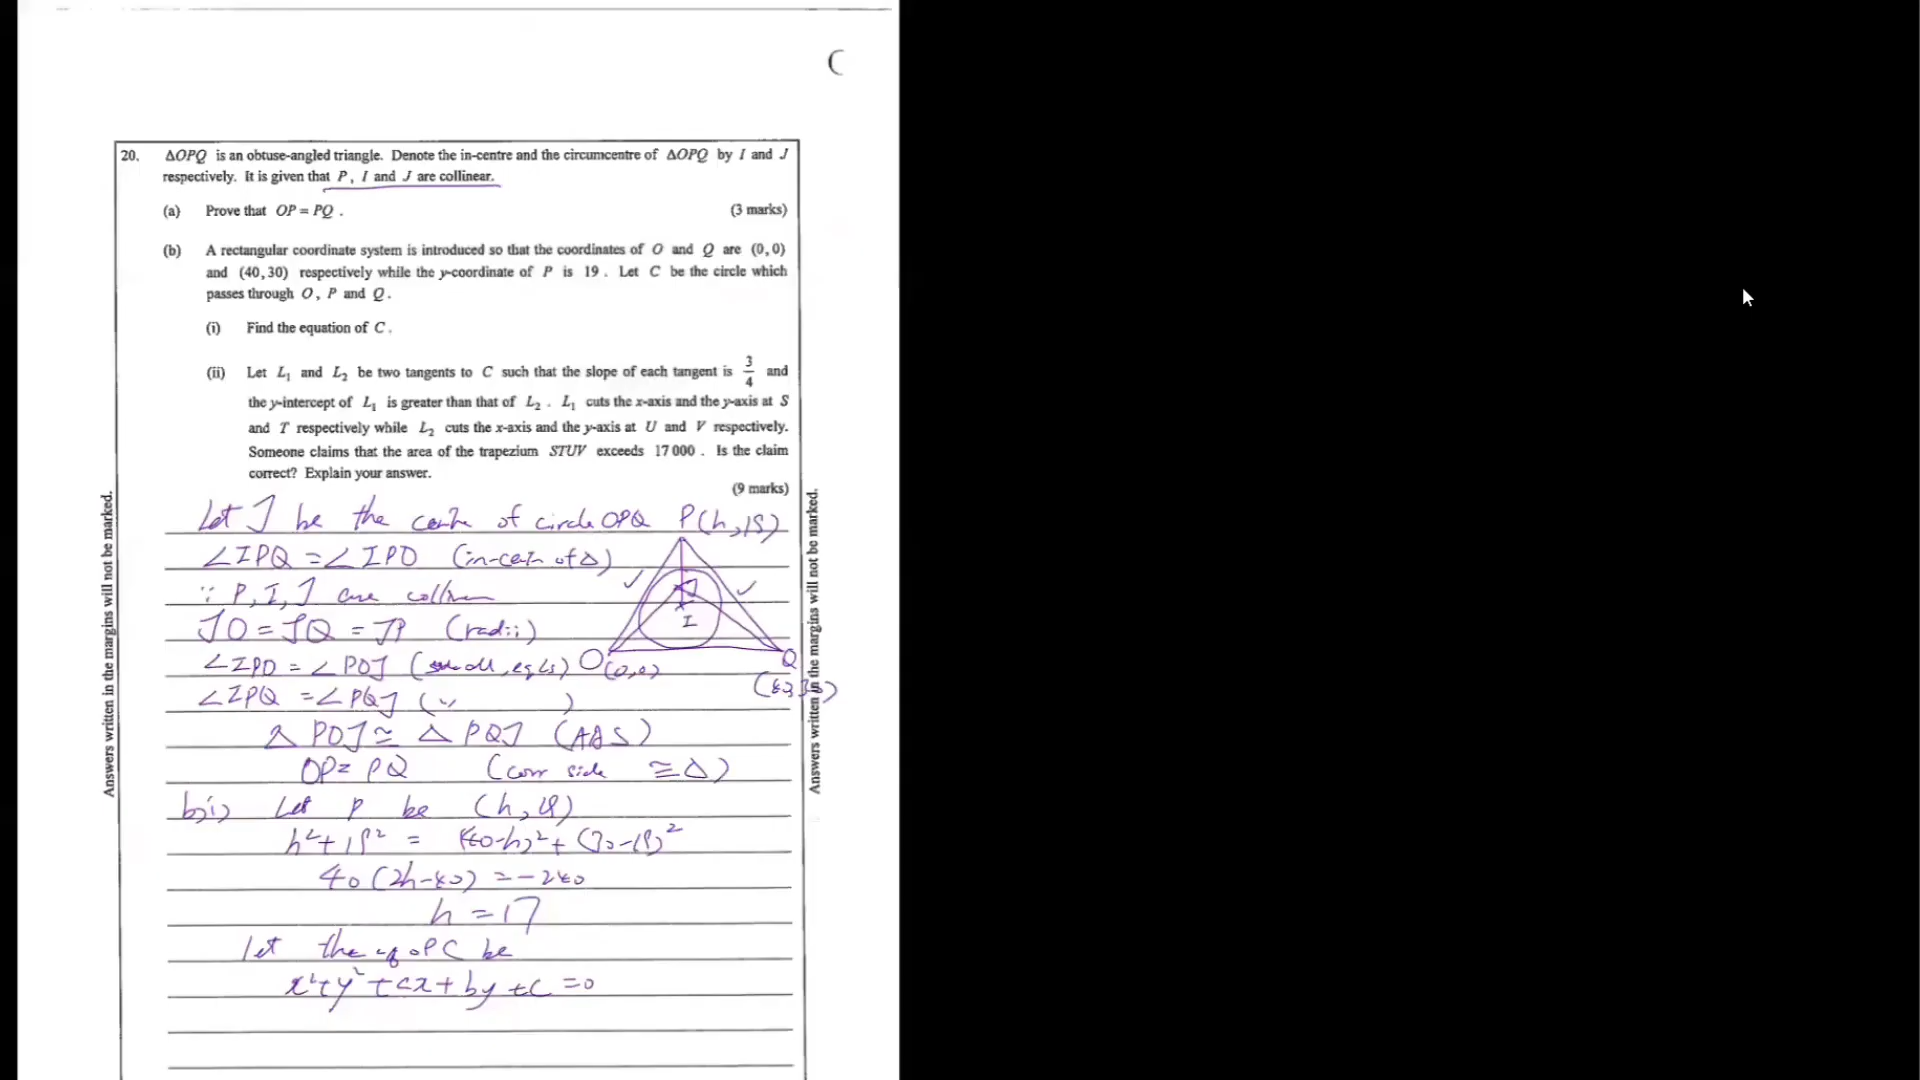 C
20. ΔOPQ is an obtuse-angled triangle. Denote the in-centre and the circumcentre of ΔOPQ by I and J
respectively. It is given that P, I and J are collinear.
(a) Prove that OP = PQ. (3 marks)
(b) A rectangular coordinate system is introduced so that the coordinates of O and Q are (0,0)
and (40,30) respectively while the y-coordinate of P is 19. Let C be the circle which
passes through O, P and Q.
(i) Find the equation of C.
(ii) Let L₁ and L₂ be two tangents to C such that the slope of each tangent is 3/4 and
the y-intercept of L₁ is greater than that of L₂. L₁ cuts the x-axis and the y-axis at S
and T respectively while L₂ cuts the x-axis and the y-axis at U and V respectively.
Someone claims that the area of the trapezium STUV exceeds 17 000. Is the claim
correct? Explain your answer.
(9 marks)
Answers written in the margins will not be marked.
Let J be the centre of circle OPQ P(h,19)
∠IPQ = ∠IPO (in-cen of Δ)
∵ P, I, J are collinear
JO = JQ = JP (radii)
∠IPO = ∠POJ (eq ∠s) O(0,0) Q
∠IPQ = ∠PQJ ( )
Δ POJ ≅ Δ PQJ (AAS)
OP = PQ (corr side ≅Δ)
bi) Let P be (h, 19)
h²+19² = (40-h)²+(30-19)²
40(2h-40) = -240
h = 17
let the eq of C be
x²+y²+ax+by+c=0
I
Answers written in the margins will not be marked.